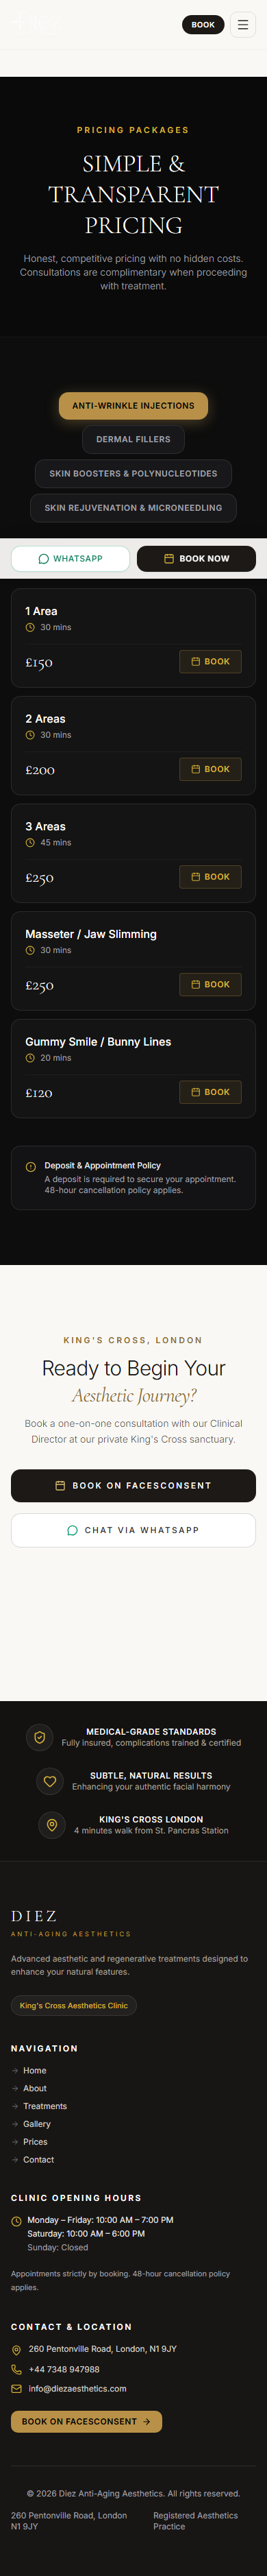 BOOK
PRICING PACKAGES
SIMPLE &
TRANSPARENT
PRICING
Honest, competitive pricing with no hidden costs.
Consultations are complimentary when proceeding
with treatment.
ANTI-WRINKLE INJECTIONS
DERMAL FILLERS
SKIN BOOSTERS & POLYNUCLEOTIDES
SKIN REJUVENATION & MICRONEEDLING
WHATSAPP
BOOK NOW
1 Area
30 mins
£150
BOOK
2 Areas
30 mins
£200
BOOK
3 Areas
45 mins
£250
BOOK
Masseter / Jaw Slimming
30 mins
£250
BOOK
Gummy Smile / Bunny Lines
20 mins
£120
BOOK
Deposit & Appointment Policy
A deposit is required to secure your appointment.
48-hour cancellation policy applies.
KING'S CROSS, LONDON
Ready to Begin Your
Aesthetic Journey?
Book a one-on-one consultation with our Clinical
Director at our private King's Cross sanctuary.
BOOK ON FACESCONSENT
CHAT VIA WHATSAPP
MEDICAL-GRADE STANDARDS
Fully insured, complications trained & certified
SUBTLE, NATURAL RESULTS
Enhancing your authentic facial harmony
KING'S CROSS LONDON
4 minutes walk from St. Pancras Station
DIEZ
ANTI-AGING AESTHETICS
Advanced aesthetic and regenerative treatments designed to
enhance your natural features.
King's Cross Aesthetics Clinic
NAVIGATION
→ Home
→ About
→ Treatments
→ Gallery
→ Prices
→ Contact
CLINIC OPENING HOURS
Monday – Friday: 10:00 AM – 7:00 PM
Saturday: 10:00 AM – 6:00 PM
Sunday: Closed
Appointments strictly by booking. 48-hour cancellation policy
applies.
CONTACT & LOCATION
260 Pentonville Road, London, N1 9JY
+44 7348 947988
info@diezaesthetics.com
BOOK ON FACESCONSENT →
© 2026 Diez Anti-Aging Aesthetics. All rights reserved.
260 Pentonville Road, London
N1 9JY
Registered Aesthetics
Practice